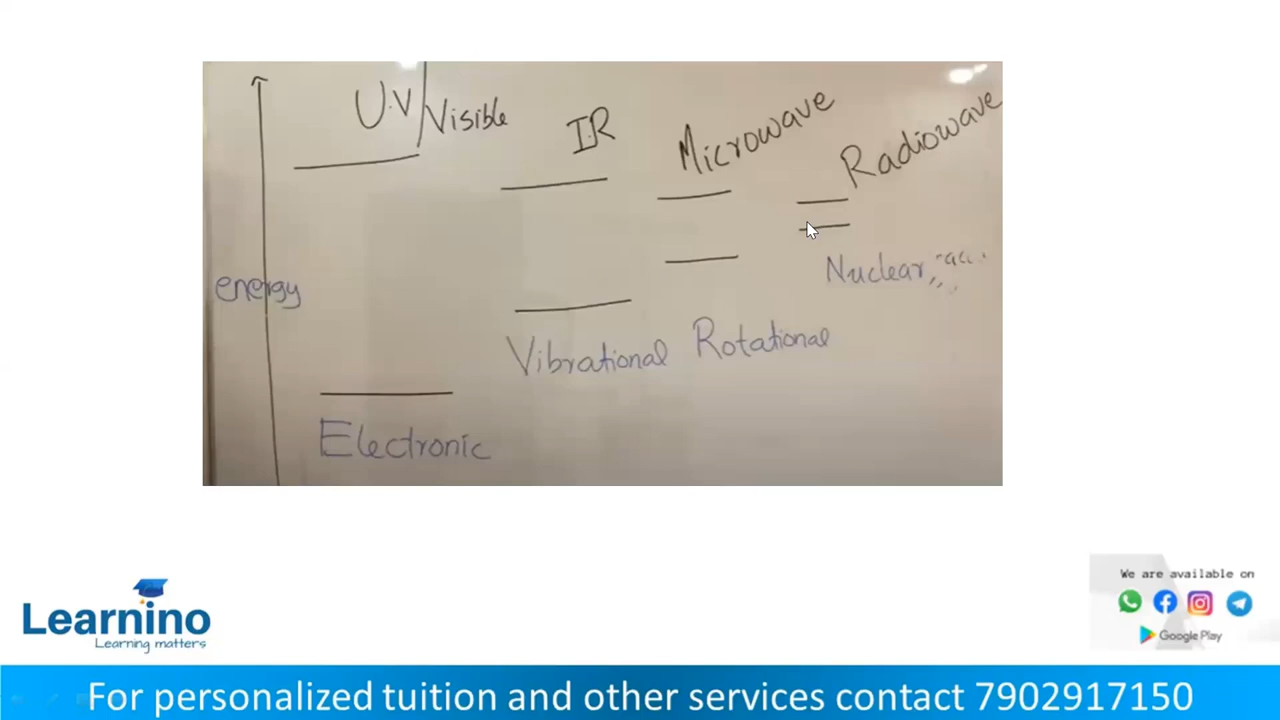 U.V/Visible
IR
Microwave
Radiowave
energy
Nuclear
Vibrational
Rotational
Electronic
We are available on
Google Play
Learnino
Learning matters
For personalized tuition and other services contact 7902917150